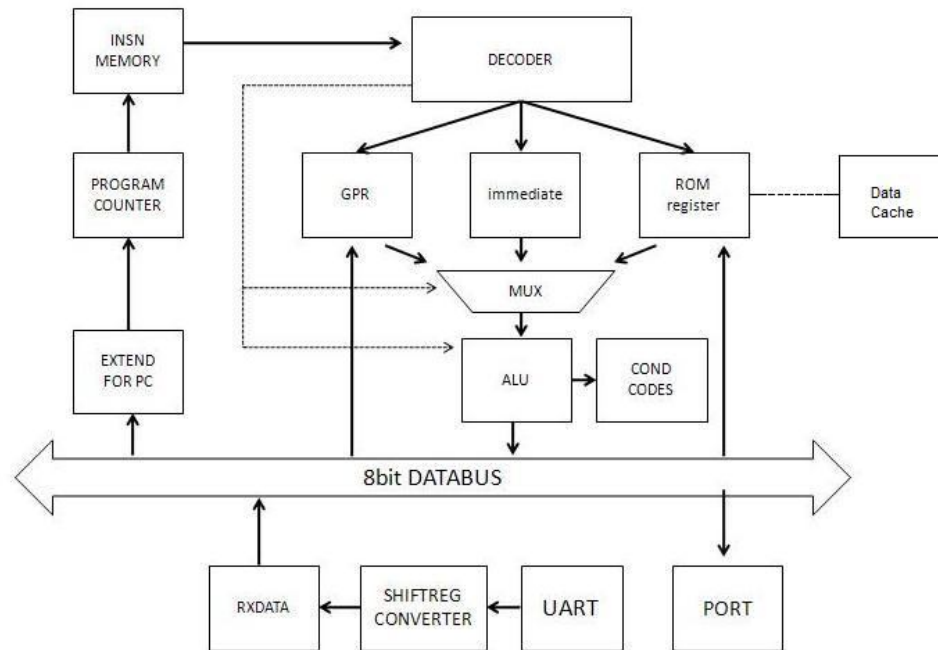 INSN
MEMORY
DECODER
PROGRAM
COUNTER
GPR
immediate
ROM
register
Data
Cache
MUX
EXTEND
FOR PC
ALU
COND
CODES
8bit DATABUS
RXDATA
SHIFTREG
CONVERTER
UART
PORT